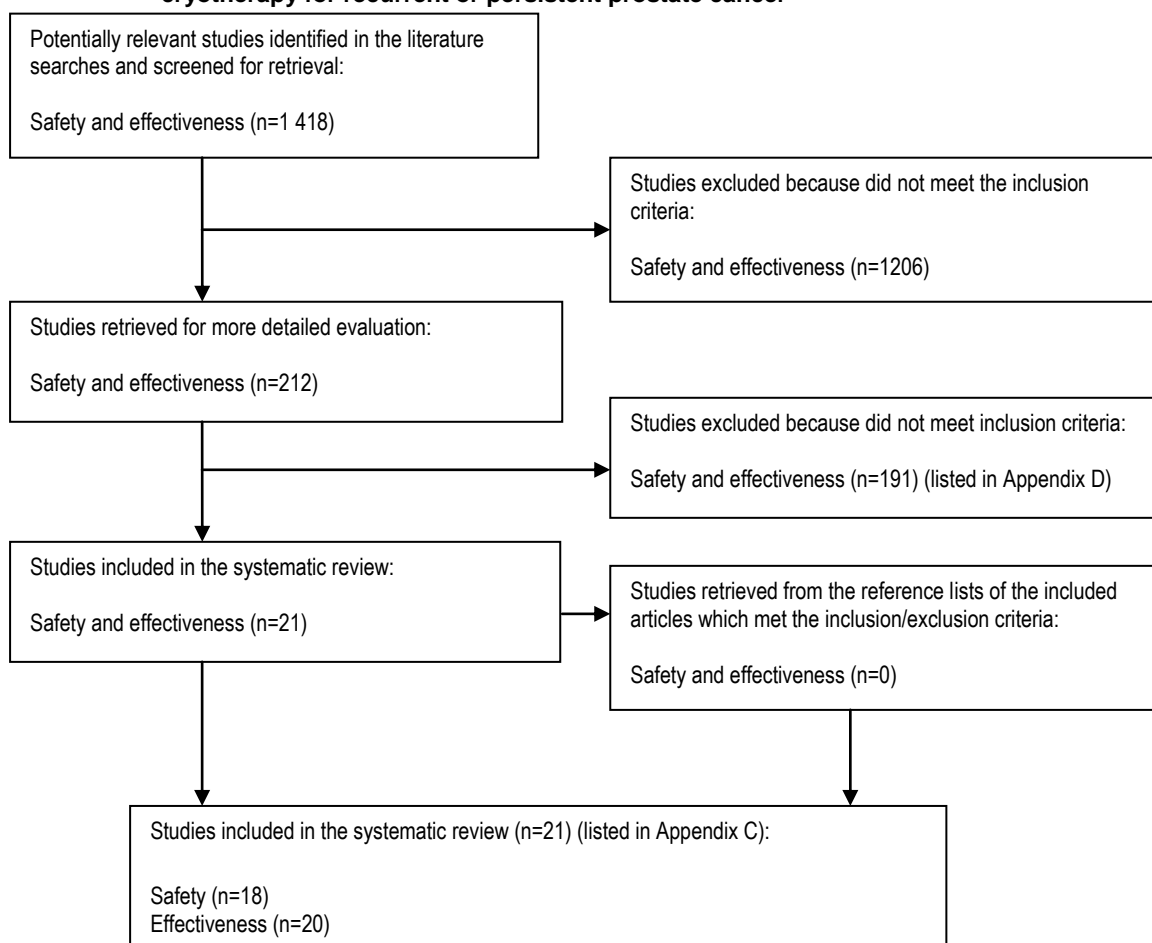 cryotherapy for recurrent or persistent prostate cancer
Potentially relevant studies identified in the literature
searches and screened for retrieval:
Safety and effectiveness (n=1 418)
Studies excluded because did not meet the inclusion
criteria:
Safety and effectiveness (n=1206)
Studies retrieved for more detailed evaluation:
Safety and effectiveness (n=212)
Studies excluded because did not meet inclusion criteria:
Safety and effectiveness (n=191) (listed in Appendix D)
Studies included in the systematic review:
Safety and effectiveness (n=21)
Studies retrieved from the reference lists of the included
articles which met the inclusion/exclusion criteria:
Safety and effectiveness (n=0)
Studies included in the systematic review (n=21) (listed in Appendix C):
Safety (n=18)
Effectiveness (n=20)